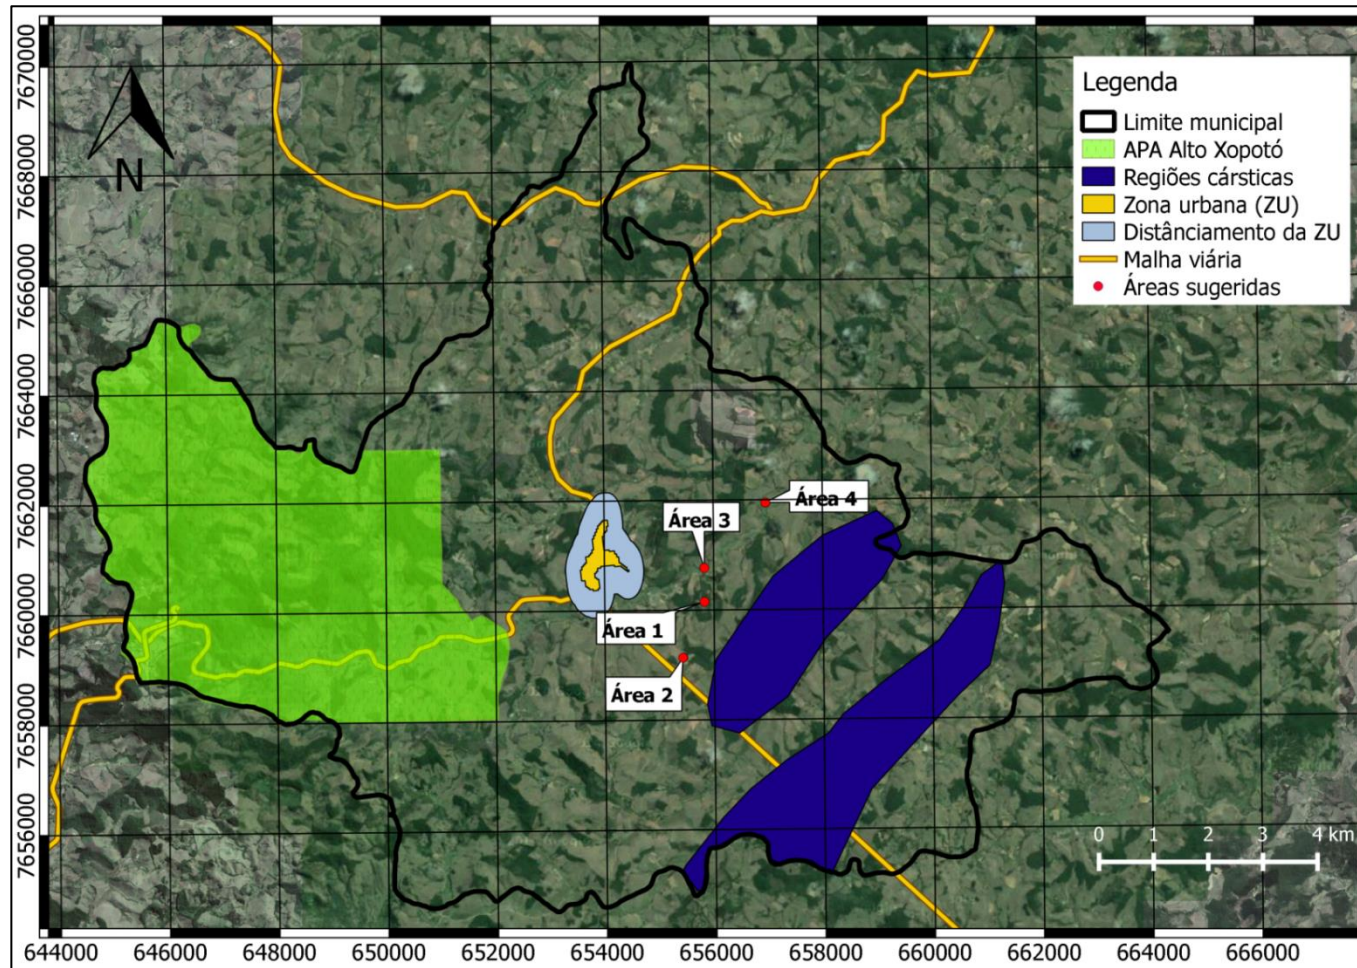 7670000
7668000
7666000
7664000
7662000
7660000
7658000
7656000
N
Legenda
Limite municipal
APA Alto Xopotó
Regiões cársticas
Zona urbana (ZU)
Distânciamento da ZU
Malha viária
Áreas sugeridas
Área 4
Área 3
Área 1
Área 2
0 1 2 3 4 km
644000 646000 648000 650000 652000 654000 656000 658000 660000 662000 664000 666000